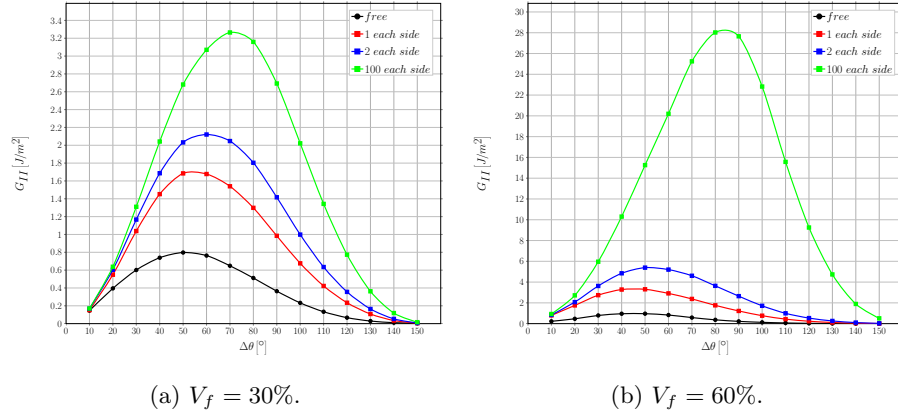 3.4
3.2
3
2.8
2.6
2.4
2.2
2
1.8
1.6
1.4
1.2
1
0.8
0.6
0.4
0.2
0
G_{II} [J/m^2]
10 20 30 40 50 60 70 80 90 100 110 120 130 140 150
Δθ [°]
free
1 each side
2 each side
100 each side
(a) V_f = 30%.
30
28
26
24
22
20
18
16
14
12
10
8
6
4
2
0
G_{II} [J/m^2]
10 20 30 40 50 60 70 80 90 100 110 120 130 140 150
Δθ [°]
free
1 each side
2 each side
100 each side
(b) V_f = 60%.